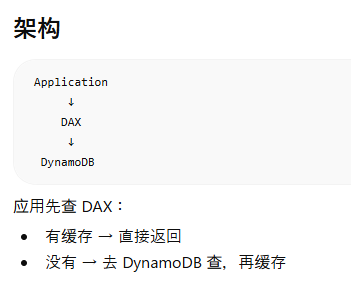 架构
Application
↓
DAX
↓
DynamoDB
应用先查 DAX：
• 有缓存 → 直接返回
• 没有 → 去 DynamoDB 查，再缓存